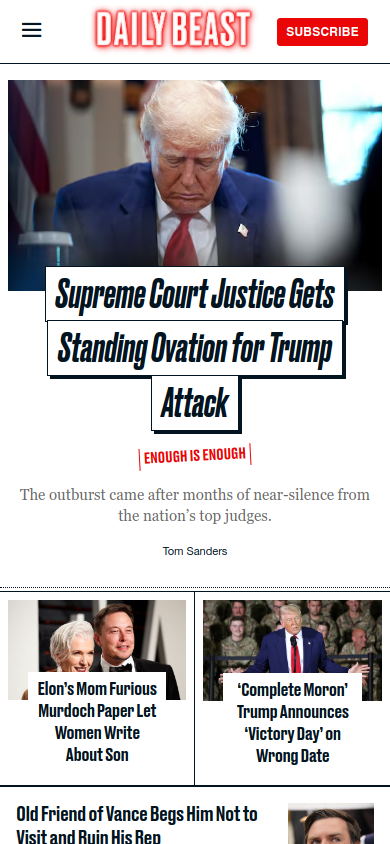 DAILY BEAST
SUBSCRIBE
Supreme Court Justice Gets
Standing Ovation for Trump
Attack
ENOUGH IS ENOUGH
The outburst came after months of near-silence from
the nation’s top judges.
Tom Sanders
Elon’s Mom Furious
Murdoch Paper Let
Women Write
About Son
‘Complete Moron’
Trump Announces
‘Victory Day’ on
Wrong Date
Old Friend of Vance Begs Him Not to
Visit and Ruin His Rep